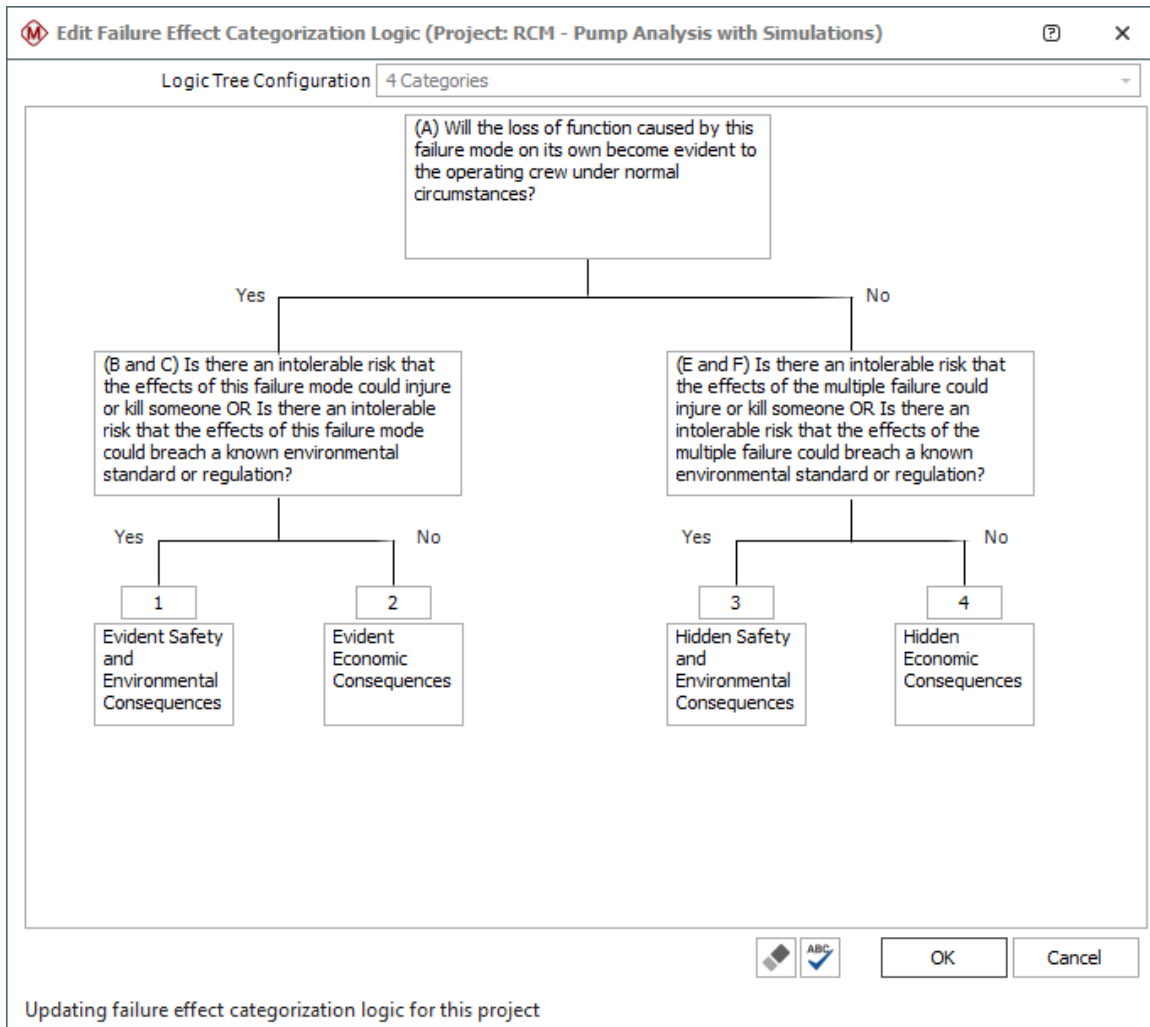 Edit Failure Effect Categorization Logic (Project: RCM - Pump Analysis with Simulations)
Logic Tree Configuration 4 Categories
(A) Will the loss of function caused by this
failure mode on its own become evident to
the operating crew under normal
circumstances?
Yes
No
(B and C) Is there an intolerable risk that
the effects of this failure mode could injure
or kill someone OR Is there an intolerable
risk that the effects of this failure mode
could breach a known environmental
standard or regulation?
(E and F) Is there an intolerable risk that
the effects of the multiple failure could
injure or kill someone OR Is there an
intolerable risk that the effects of the
multiple failure could breach a known
environmental standard or regulation?
Yes
No
Yes
No
1
Evident Safety
and
Environmental
Consequences
2
Evident
Economic
Consequences
3
Hidden Safety
and
Environmental
Consequences
4
Hidden
Economic
Consequences
ABC
OK
Cancel
Updating failure effect categorization logic for this project